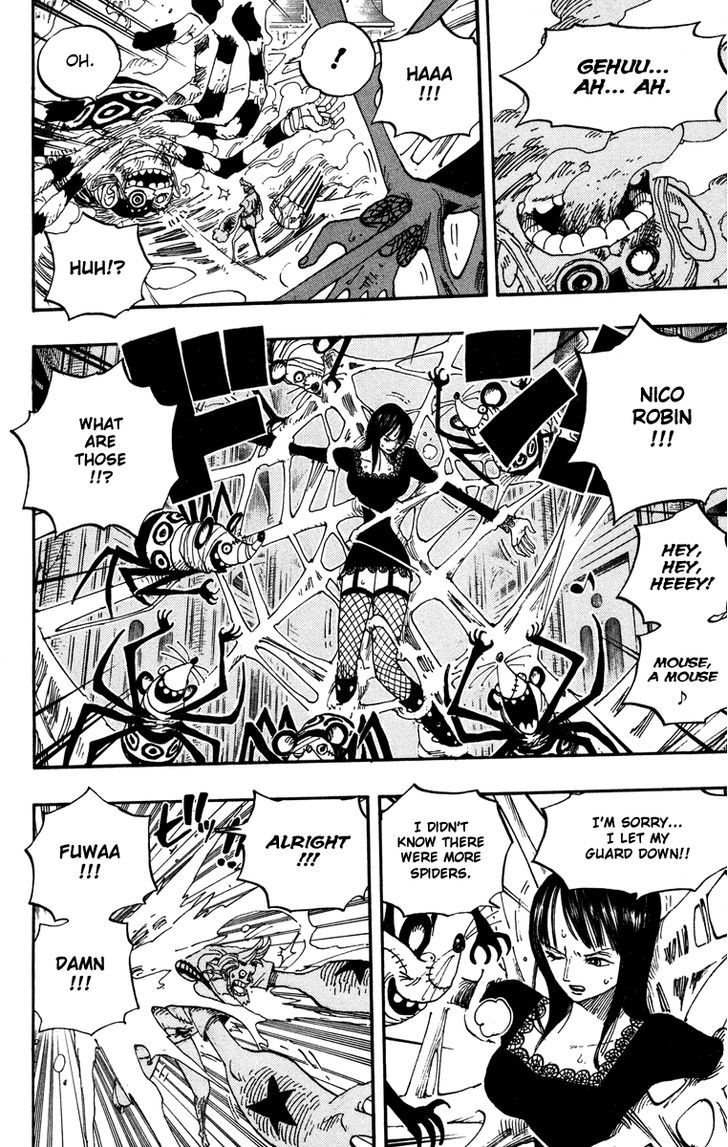 GEHUU...
AH... AH.
HAAA
!!!
!
OH.
HUH!?
NICO
ROBIN
!!!
HEY,
HEY,
HEEEY!
MOUSE,
A MOUSE
♪
WHAT
ARE
THOSE
!!?
I'M SORRY...
I LET MY
GUARD DOWN!!
I DIDN'T
KNOW THERE
WERE MORE
SPIDERS.
ALRIGHT
!!!
FUWAA
!!!
DAMN
!!!